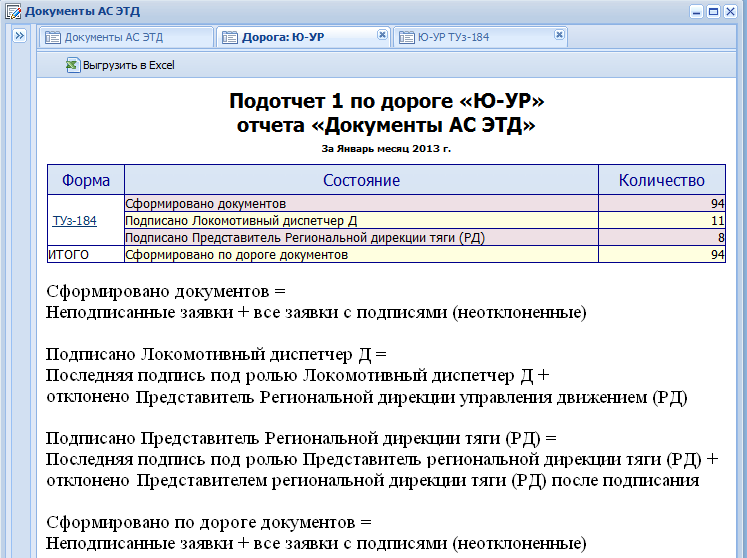 Документы АС ЭТД
Документы АС ЭТД
Дорога: Ю-УР
Ю-УР ТУз-184
Выгрузить в Excel
Подотчет 1 по дороге «Ю-УР»
отчета «Документы АС ЭТД»
За Январь месяц 2013 г.
Форма Состояние Количество
ТУз-184
Сформировано документов 94
Подписано Локомотивный диспетчер Д 11
Подписано Представитель Региональной дирекции тяги (РД) 8
ИТОГО Сформировано по дороге документов 94
Сформировано документов =
Неподписанные заявки + все заявки с подписями (неотклоненные)
Подписано Локомотивный диспетчер Д =
Последняя подпись под ролью Локомотивный диспетчер Д +
отклонено Представитель Региональной дирекции управления движением (РД)
Подписано Представитель Региональной дирекции тяги (РД) =
Последняя подпись под ролью Представитель региональной дирекции тяги (РД) +
отклонено Представителем региональной дирекции тяги (РД) после подписания
Сформировано по дороге документов =
Неподписанные заявки + все заявки с подписями (неотклоненные)